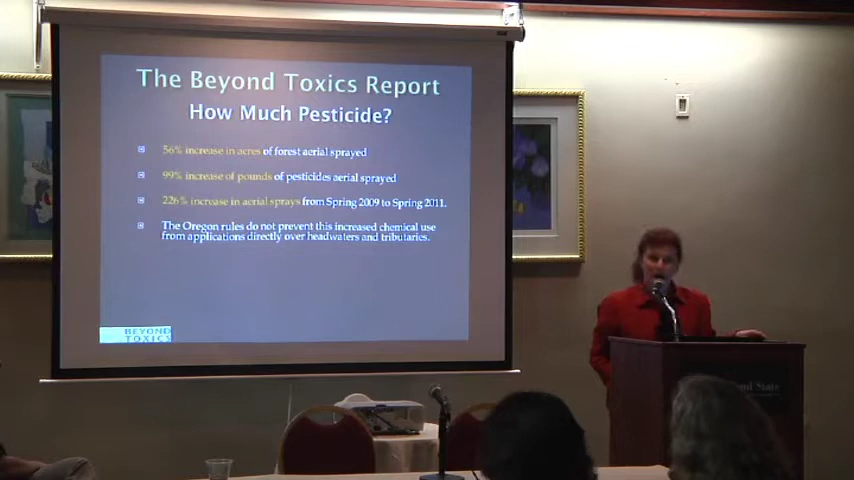 The Beyond Toxics Report
How Much Pesticide?
56% increase in acres of forest aerial sprayed
99% increase of pounds of pesticides aerial sprayed
226% increase in aerial sprays from Spring 2009 to Spring 2011.
The Oregon rules do not prevent this increased chemical use
from applications directly over headwaters and tributaries.
BEYOND
TOXICS
State